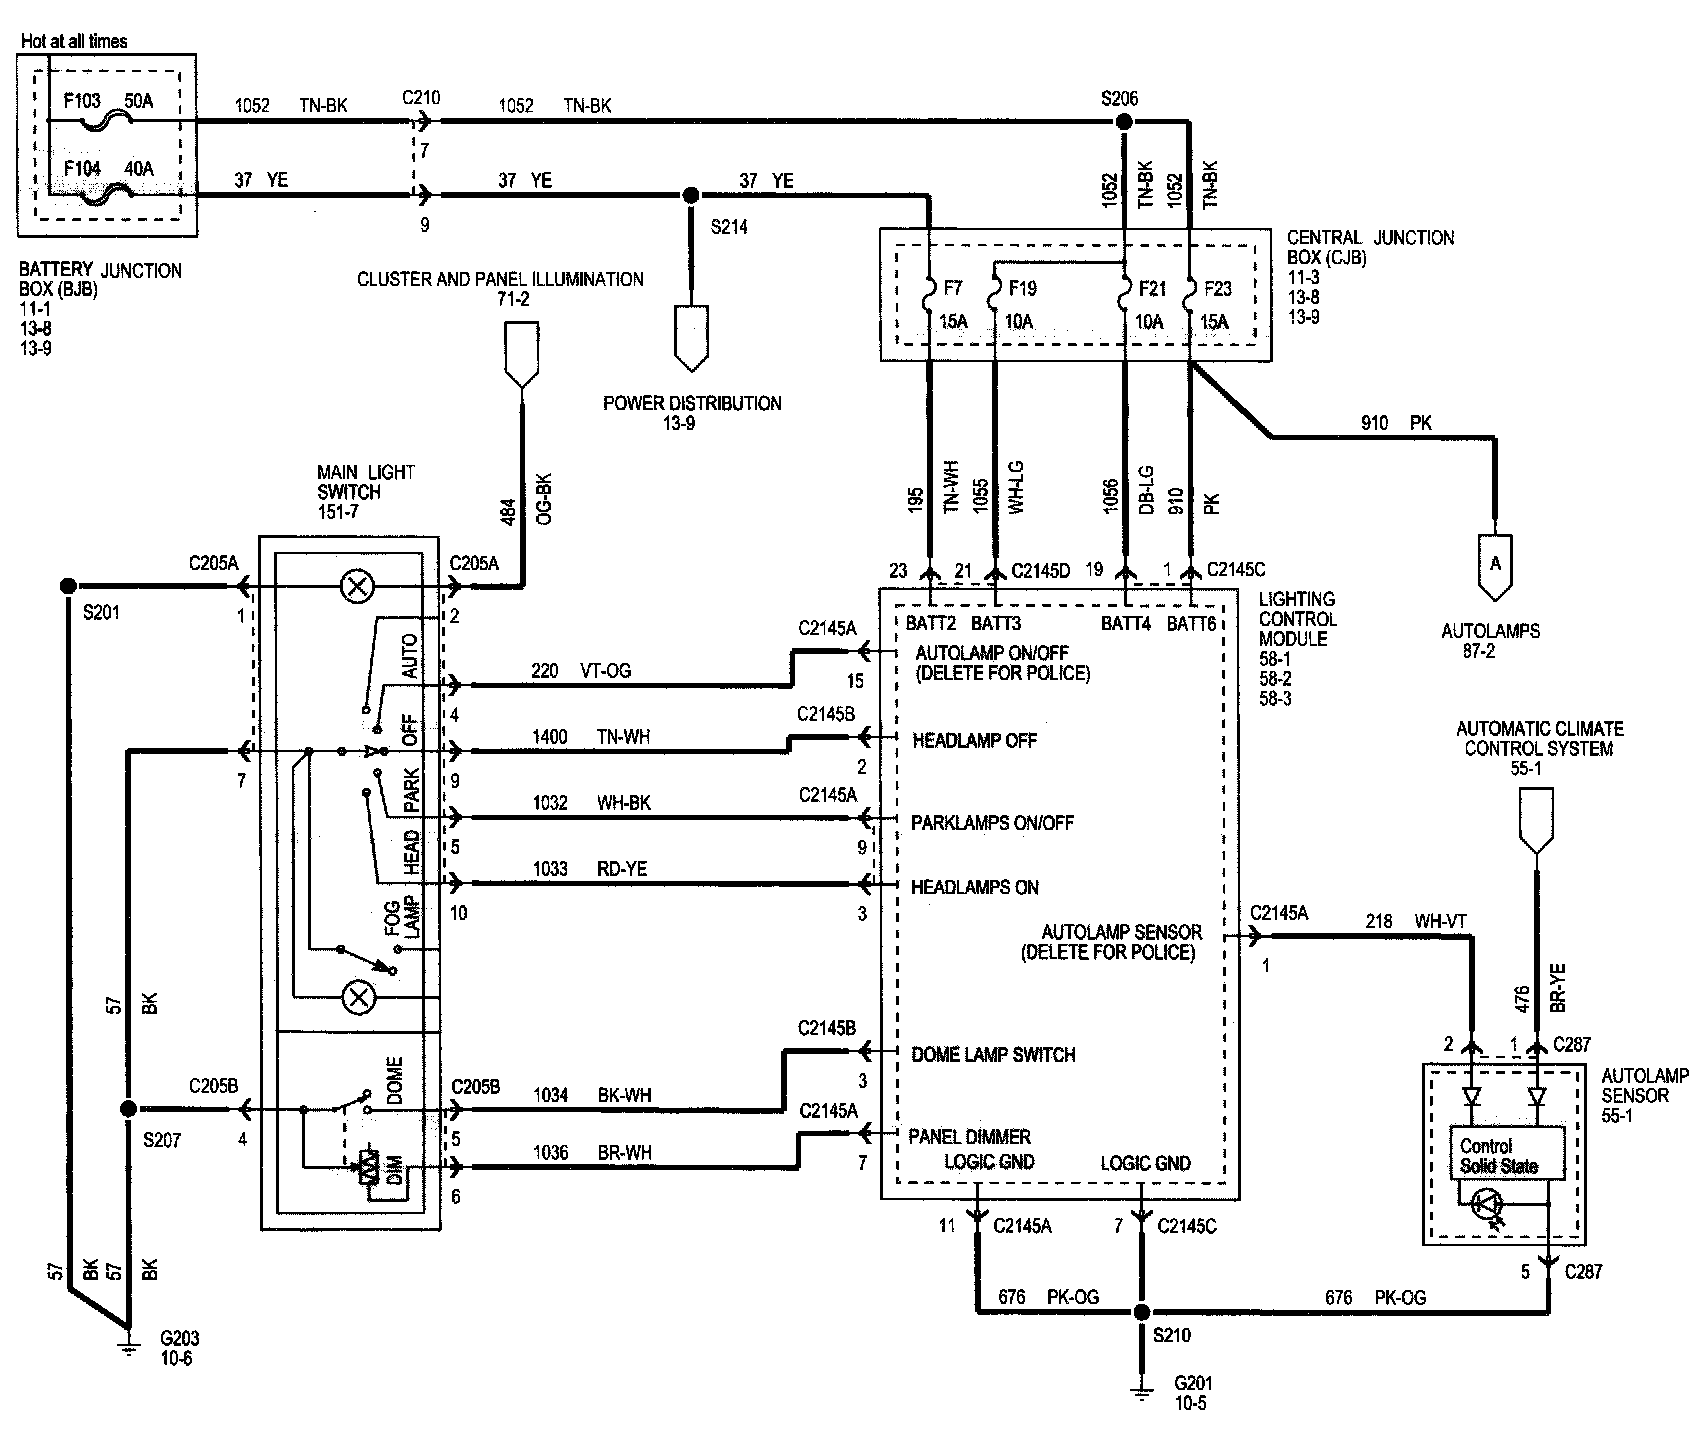 Hot at all times
F103 50A
F104 40A
1052 TN-BK
C210
1052 TN-BK
7
37 YE
37 YE
37 YE
9
S214
S206
1052
TN-BK
1052
TN-BK
BATTERY JUNCTION
BOX (BJB)
11-1
13-8
13-9
CLUSTER AND PANEL ILLUMINATION
71-2
POWER DISTRIBUTION
13-9
CENTRAL JUNCTION
BOX (CJB)
11-3
13-8
13-9
F7
15A
F19
10A
F21
10A
F23
15A
910 PK
A
AUTOLAMPS
87-2
195
TN-WH
1055
WH-LG
1056
DB-LG
910
PK
484
OG-BK
MAIN LIGHT
SWITCH
151-7
C205A
C205A
1
2
S201
AUTO
OFF
PARK
HEAD
FOG
LAMP
DOME
DIM
23
21
C2145D
19
1
C2145C
BATT2
BATT3
BATT4
BATT6
LIGHTING
CONTROL
MODULE
58-1
58-2
58-3
220 VT-OG
C2145A
15
AUTOLAMP ON/OFF
(DELETE FOR POLICE)
4
1400 TN-WH
C2145B
2
HEADLAMP OFF
7
9
1032 WH-BK
C2145A
9
PARKLAMPS ON/OFF
5
1033 RD-YE
3
HEADLAMPS ON
10
AUTOLAMP SENSOR
(DELETE FOR POLICE)
C2145A
1
218 WH-VT
AUTOMATIC CLIMATE
CONTROL SYSTEM
55-1
476
BR-YE
2
1
C287
AUTOLAMP
SENSOR
55-1
Control
Solid State
5
C287
57
BK
C205B
4
S207
C205B
5
1034 BK-WH
C2145B
3
DOME LAMP SWITCH
6
1036 BR-WH
C2145A
7
PANEL DIMMER
LOGIC GND
LOGIC GND
11
C2145A
7
C2145C
676 PK-OG
676 PK-OG
S210
G201
10-5
57
BK
57
BK
G203
10-6